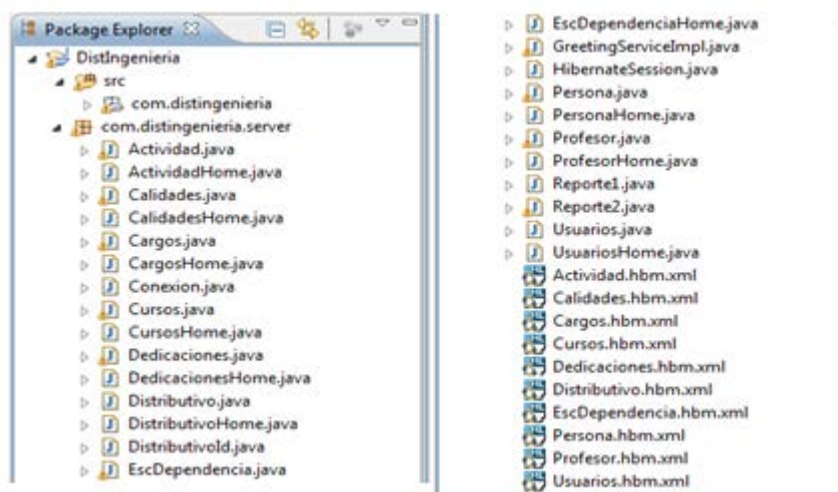 Package Explorer
DistIngenieria
src
com.distingenieria
com.distingenieria.server
Actividad.java
ActividadHome.java
Calidades.java
CalidadesHome.java
Cargos.java
CargosHome.java
Conexion.java
Cursos.java
CursosHome.java
Dedicaciones.java
DedicacionesHome.java
Distributivo.java
DistributivoHome.java
DistributivoId.java
EscDependencia.java
EscDependenciaHome.java
GreetingServiceImpl.java
HibernateSession.java
Persona.java
PersonaHome.java
Profesor.java
ProfesorHome.java
Reporte1.java
Reporte2.java
Usuarios.java
UsuariosHome.java
Actividad.hbm.xml
Calidades.hbm.xml
Cargos.hbm.xml
Cursos.hbm.xml
Dedicaciones.hbm.xml
Distributivo.hbm.xml
EscDependencia.hbm.xml
Persona.hbm.xml
Profesor.hbm.xml
Usuarios.hbm.xml